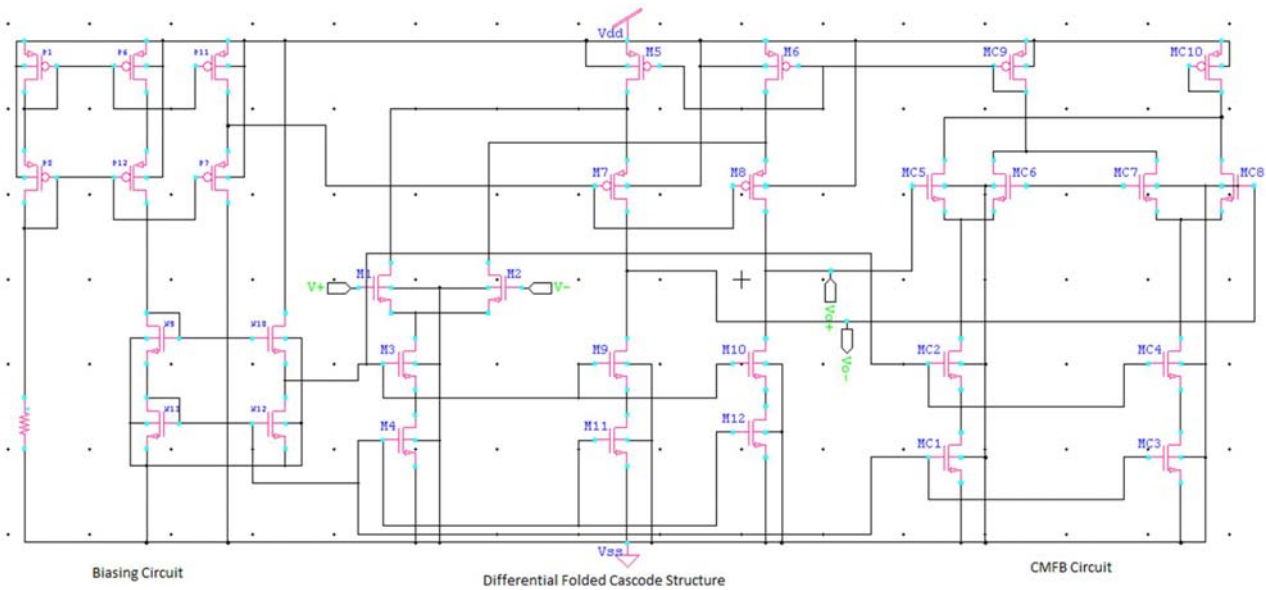 Vdd
P1
P6
P11
M5
M6
MC9
MC10
P12
P7
M7
M8
MC5
MC6
MC7
MC8
V+
M1
M2
V-
Vo+
Vo-
M3
M9
M10
MC2
MC4
M4
M11
M12
MC1
MC3
Vss
Biasing Circuit
Differential Folded Cascode Structure
CMFB Circuit